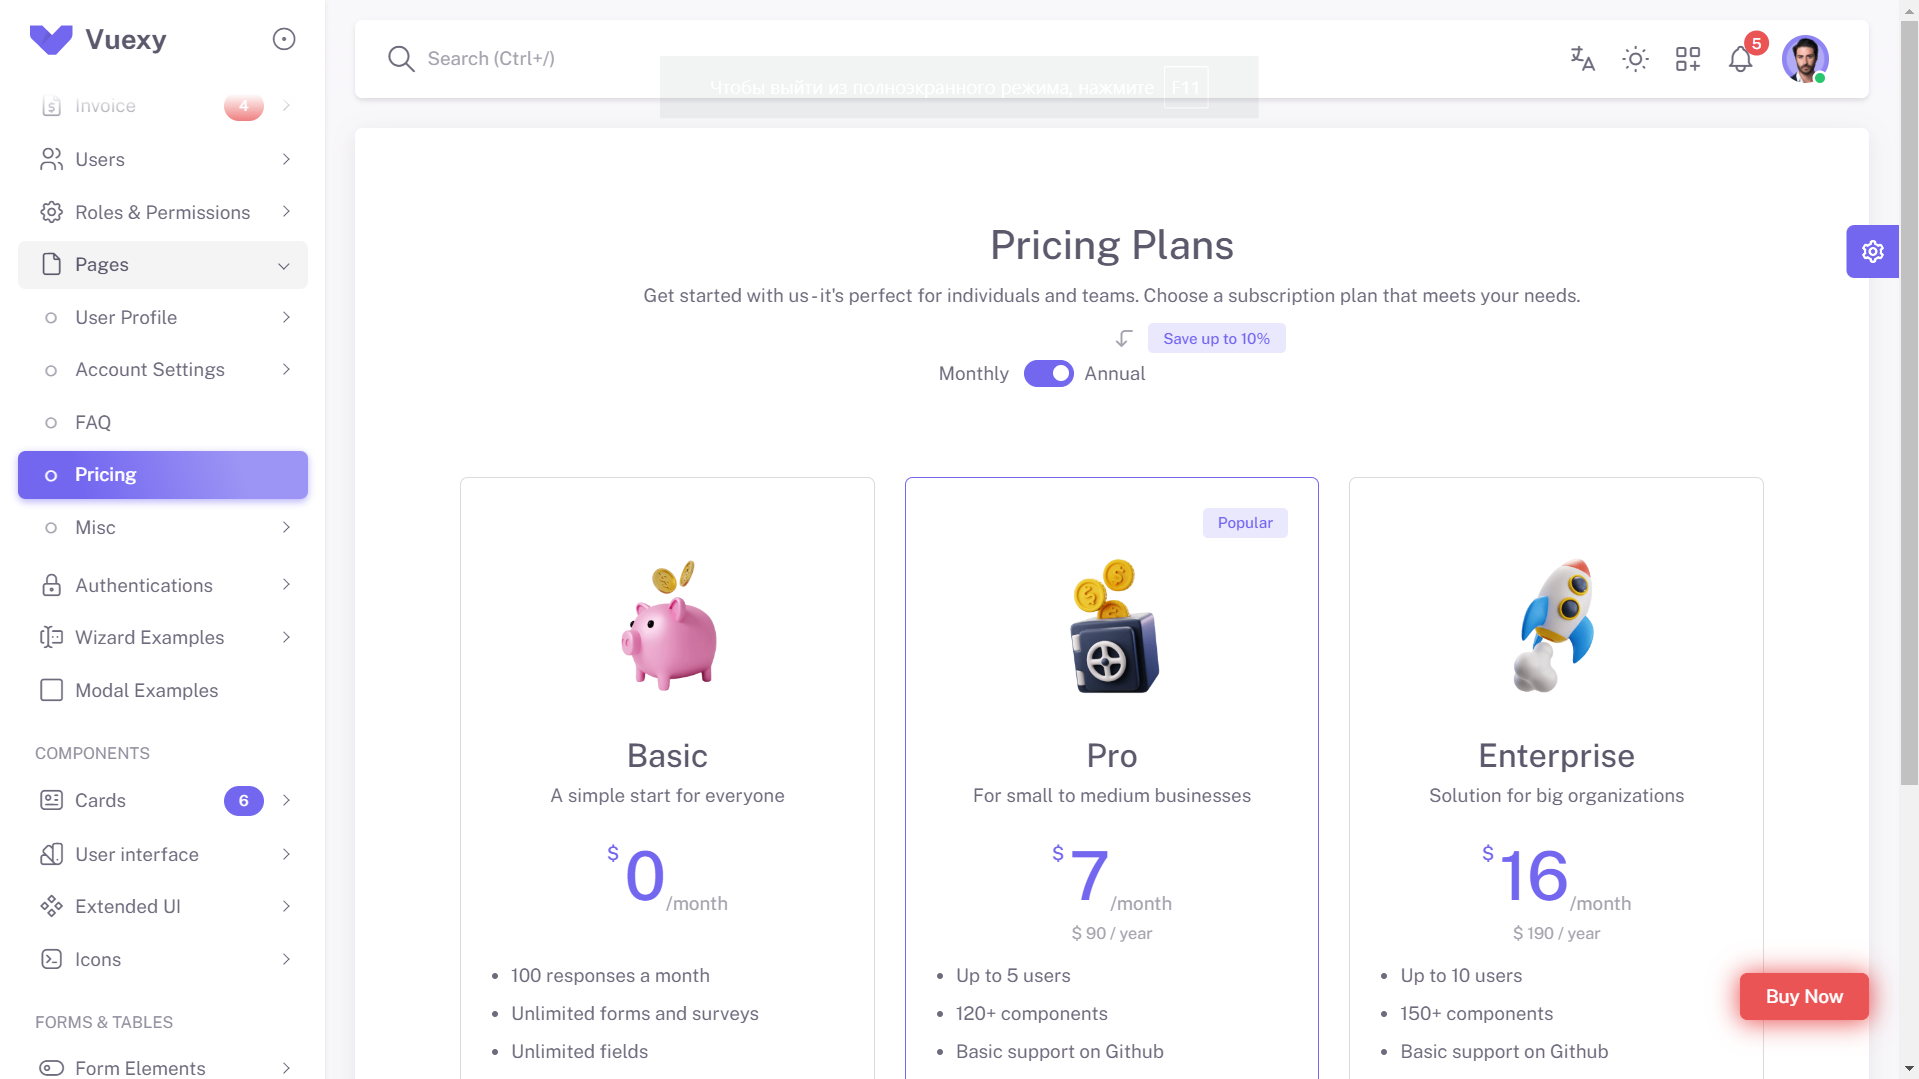 Vuexy
Invoice
4
Users
Roles & Permissions
Pages
User Profile
Account Settings
FAQ
Pricing
Misc
Authentications
Wizard Examples
Modal Examples
COMPONENTS
Cards
6
User interface
Extended UI
Icons
FORMS & TABLES
Form Elements
Search (Ctrl+/)
Чтобы выйти из полноэкранного режима, нажмите F11
5
Pricing Plans
Get started with us - it's perfect for individuals and teams. Choose a subscription plan that meets your needs.
Save up to 10%
Monthly
Annual
Basic
A simple start for everyone
$0/month
100 responses a month
Unlimited forms and surveys
Unlimited fields
Popular
Pro
For small to medium businesses
$7/month
$ 90 / year
Up to 5 users
120+ components
Basic support on Github
Enterprise
Solution for big organizations
$16/month
$ 190 / year
Up to 10 users
150+ components
Basic support on Github
Buy Now